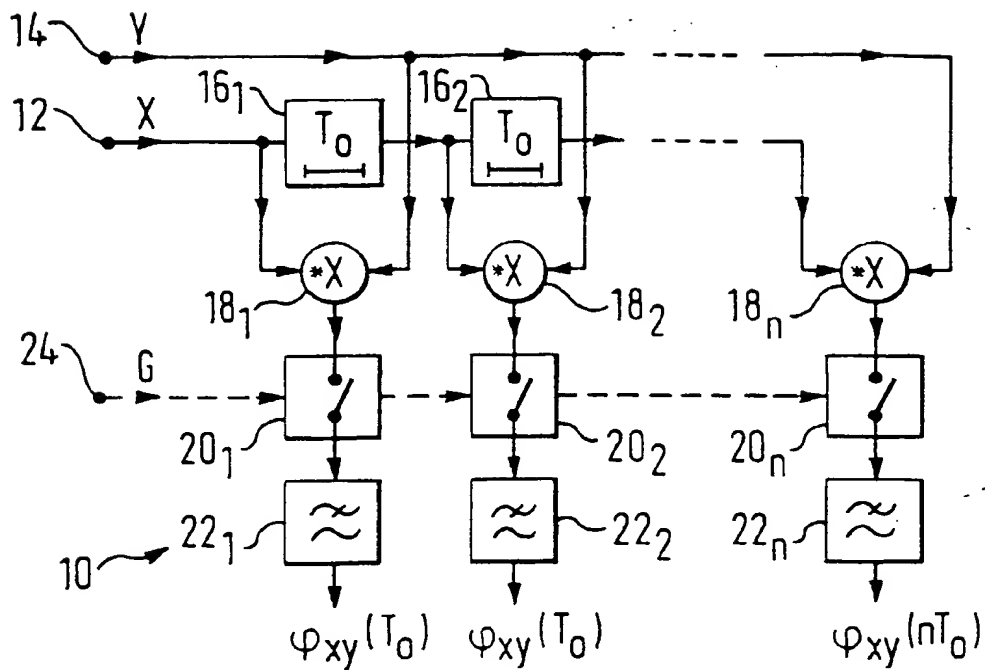 14 Y
16₁ 16₂
12 X T₀ T₀
*X *X *X
18₁ 18₂ 18ₙ
24 G
20₁ 20₂ 20ₙ
22₁ 22₂ 22ₙ
10
φxy(T₀) φxy(T₀) φxy(nT₀)